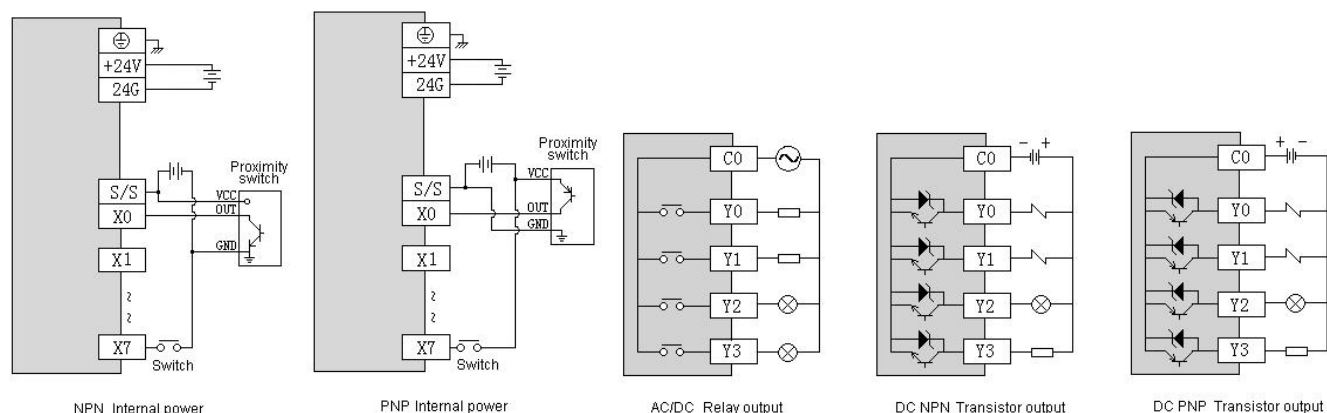 +24V
24G
S/S
X0
X1
X7
Proximity
switch
VCC
OUT
GND
Switch
NPN Internal power
+24V
24G
S/S
X0
X1
X7
Proximity
switch
VCC
OUT
GND
Switch
PNP Internal power
C0
Y0
Y1
Y2
Y3
AC/DC Relay output
- +
C0
Y0
Y1
Y2
Y3
DC NPN Transistor output
+ -
C0
Y0
Y1
Y2
Y3
DC PNP Transistor output